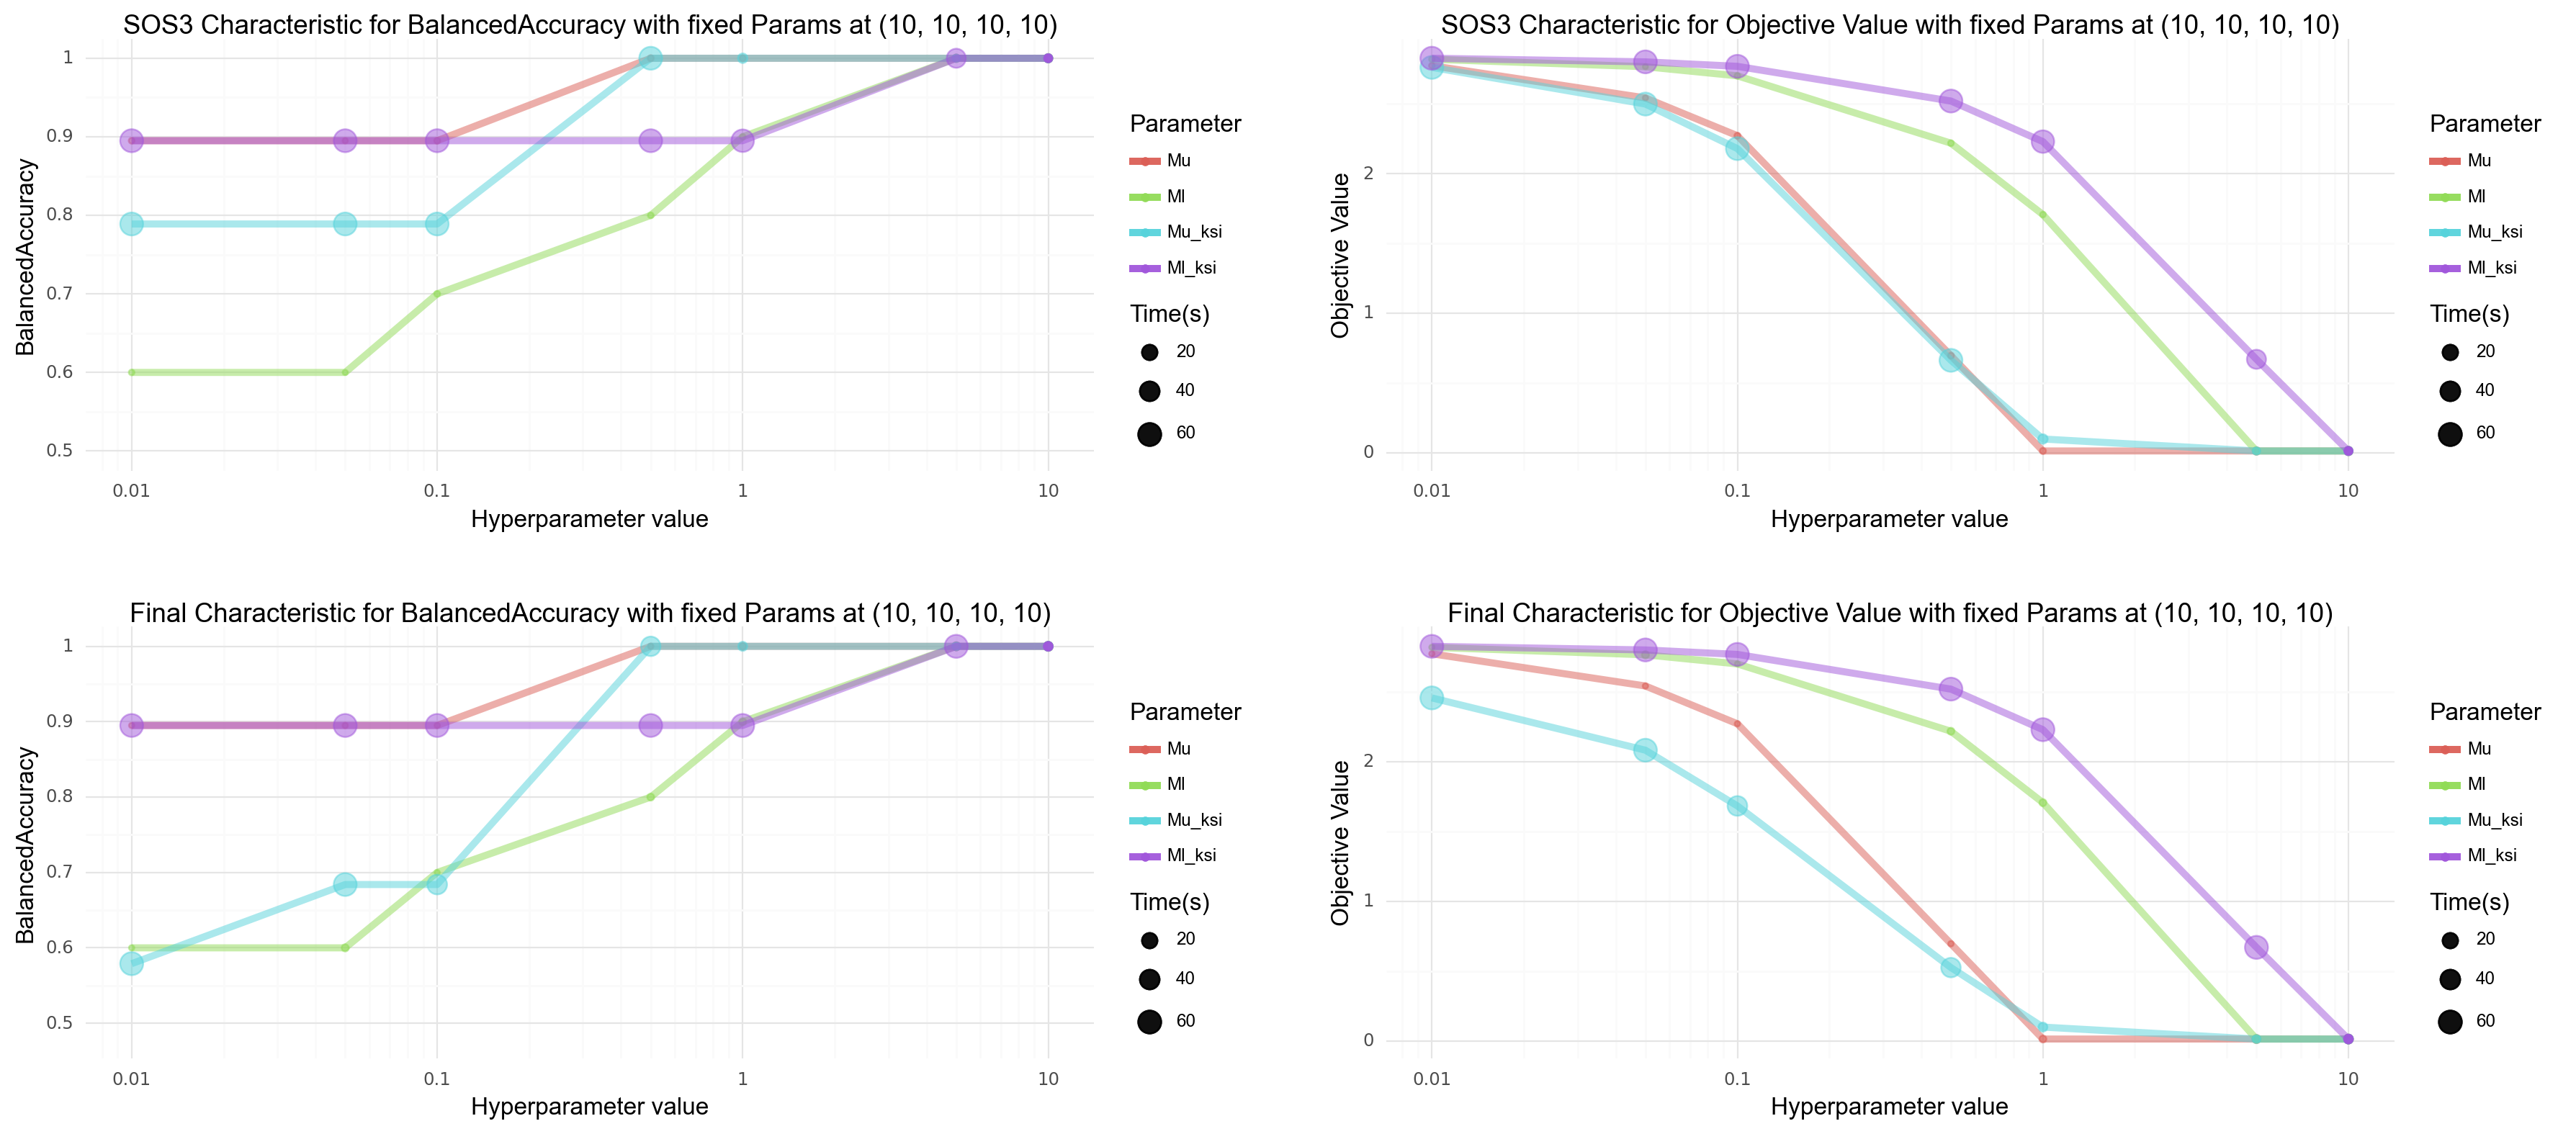 SOS3 Characteristic for BalancedAccuracy with fixed Params at (10, 10, 10, 10)
BalancedAccuracy
1
0.9
0.8
0.7
0.6
0.5
0.01
0.1
1
10
Hyperparameter value
Parameter
Mu
Ml
Mu_ksi
Ml_ksi
Time(s)
20
40
60
SOS3 Characteristic for Objective Value with fixed Params at (10, 10, 10, 10)
Objective Value
2
1
0
0.01
0.1
1
10
Hyperparameter value
Parameter
Mu
Ml
Mu_ksi
Ml_ksi
Time(s)
20
40
60
Final Characteristic for BalancedAccuracy with fixed Params at (10, 10, 10, 10)
BalancedAccuracy
1
0.9
0.8
0.7
0.6
0.5
0.01
0.1
1
10
Hyperparameter value
Parameter
Mu
Ml
Mu_ksi
Ml_ksi
Time(s)
20
40
60
Final Characteristic for Objective Value with fixed Params at (10, 10, 10, 10)
Objective Value
2
1
0
0.01
0.1
1
10
Hyperparameter value
Parameter
Mu
Ml
Mu_ksi
Ml_ksi
Time(s)
20
40
60